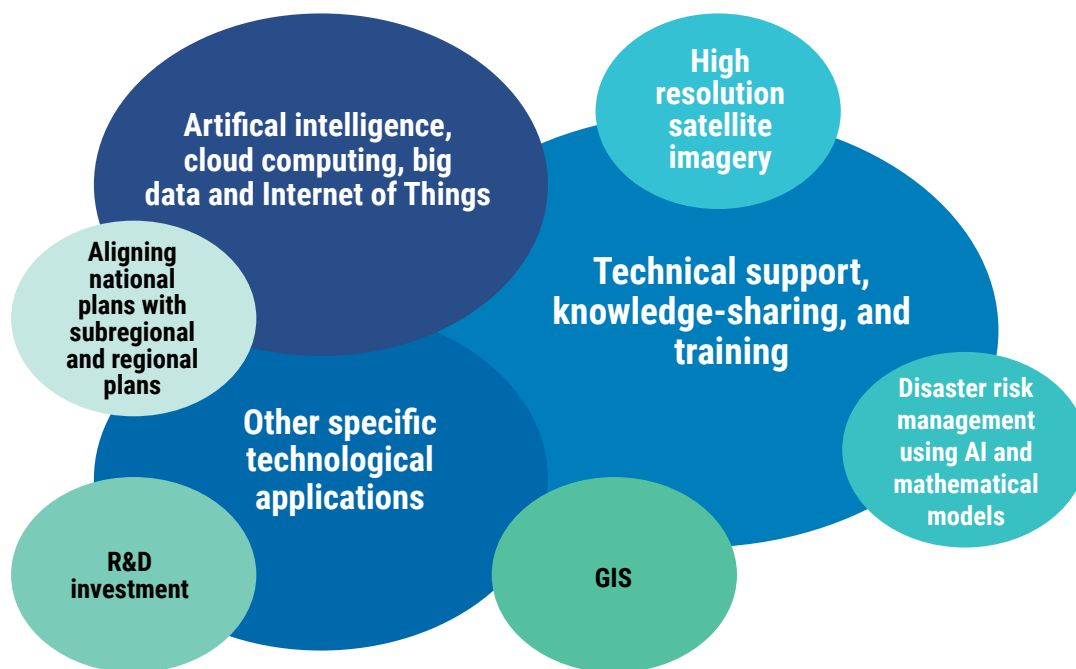 Artifical intelligence,
cloud computing, big
data and Internet of Things
High
resolution
satellite
imagery
Aligning
national
plans with
subregional
and regional
plans
Technical support,
knowledge-sharing, and
training
Other specific
technological
applications
Disaster risk
management
using AI and
mathematical
models
R&D
investment
GIS